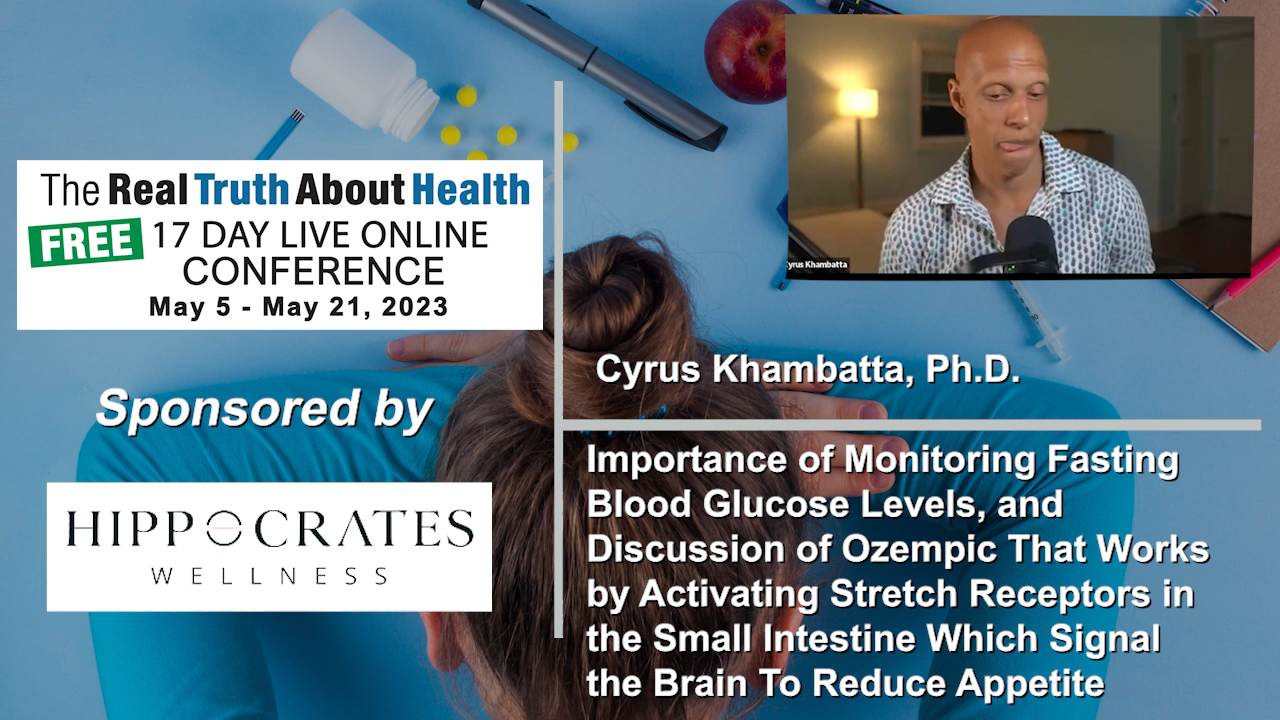 The Real Truth About Health
FREE 17 DAY LIVE ONLINE
CONFERENCE
May 5 - May 21, 2023
Sponsored by
HIPPOCRATES
WELLNESS
Cyrus Khambatta
Cyrus Khambatta, Ph.D.
Importance of Monitoring Fasting
Blood Glucose Levels, and
Discussion of Ozempic That Works
by Activating Stretch Receptors in
the Small Intestine Which Signal
the Brain To Reduce Appetite